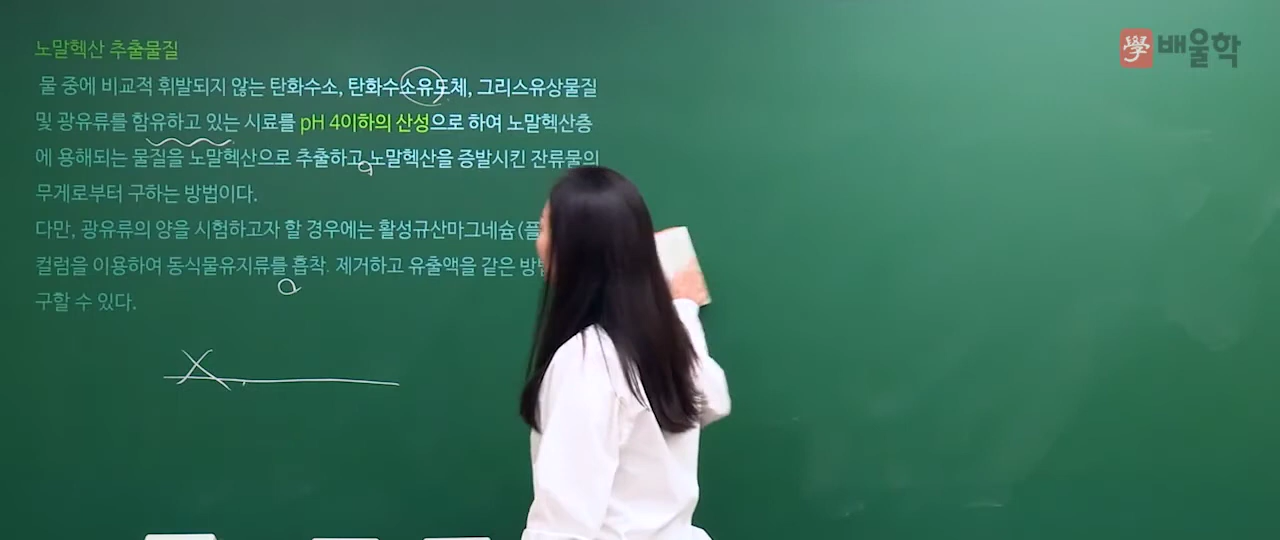 노말헥산 추출물질
學 배울학
물 중에 비교적 휘발되지 않는 탄화수소, 탄화수소유도체, 그리스유상물질
및 광유류를 함유하고 있는 시료를 pH 4이하의 산성으로 하여 노말헥산층
에 용해되는 물질을 노말헥산으로 추출하고 노말헥산을 증발시킨 잔류물의
무게로부터 구하는 방법이다.
다만, 광유류의 양을 시험하고자 할 경우에는 활성규산마그네슘(플
컬럼을 이용하여 동식물유지류를 흡착. 제거하고 유출액을 같은
구할 수 있다.